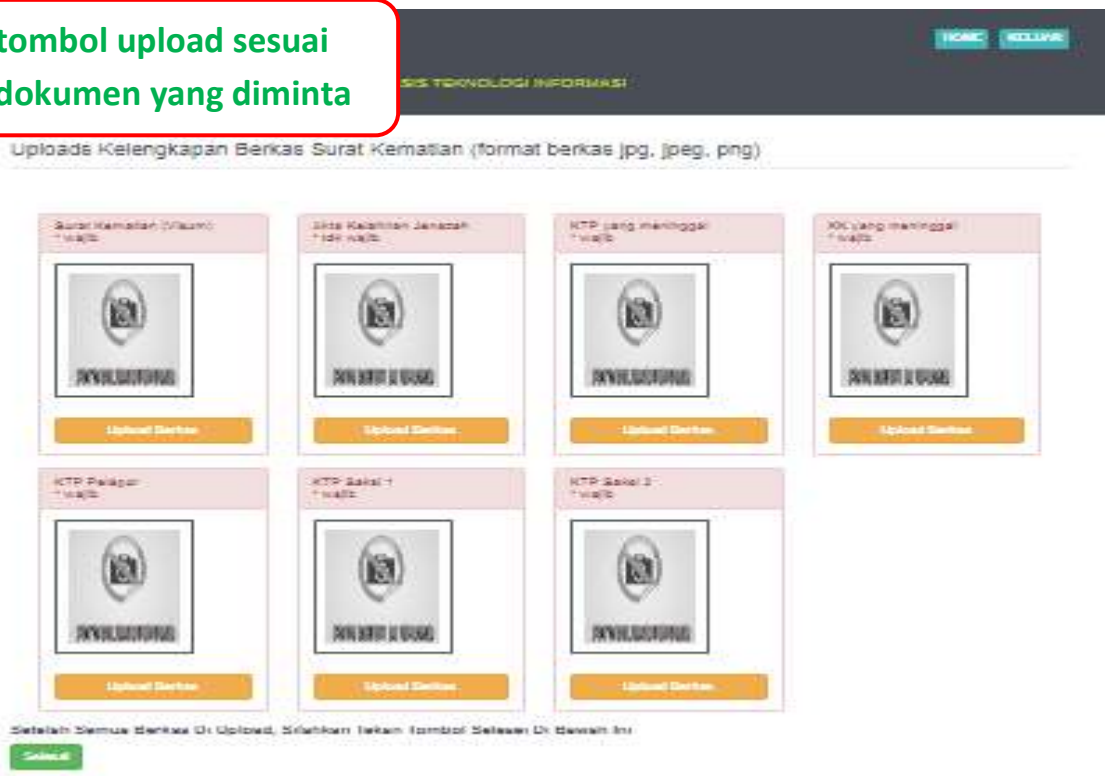 tombol upload sesuai
dokumen yang diminta
HOME KELUAR
SIS TEKNOLOGI INFORMASI
Uploads Kelengkapan Berkas Surat Kematian (format berkas jpg, jpeg, png)
Surat Kematian (Visum)
* wajib
Akta Kelahiran Jenazah
* tdk wajib
KTP yang meninggal
* wajib
KK yang meninggal
* wajib
Upload Berkas
Upload Berkas
Upload Berkas
Upload Berkas
KTP Pelapor
* wajib
KTP Saksi 1
* wajib
KTP Saksi 2
* wajib
Upload Berkas
Upload Berkas
Upload Berkas
Setelah Semua Berkas Di Upload, Silahkan Tekan Tombol Selesai Di Bawah Ini
Selesai